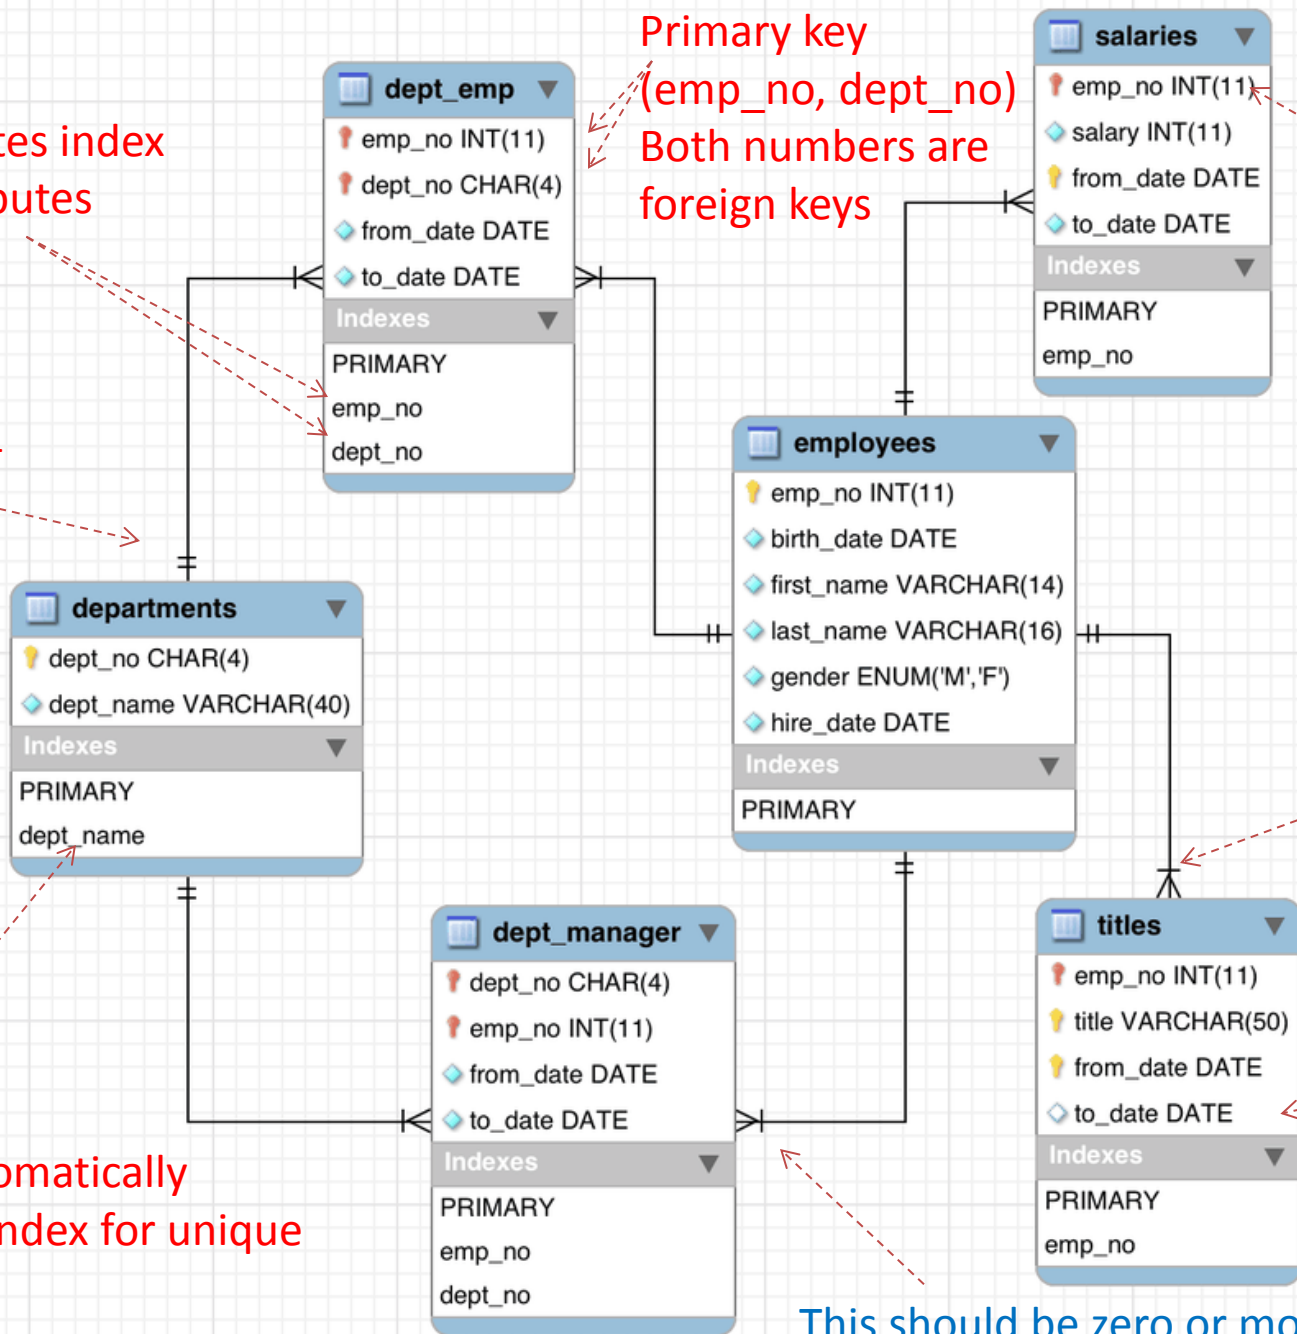 Primary key
(emp_no, dept_no)
Both numbers are
foreign keys
salaries
emp_no INT(11)
salary INT(11)
from_date DATE
to_date DATE
Indexes
PRIMARY
emp_no
dept_emp
emp_no INT(11)
dept_no CHAR(4)
from_date DATE
to_date DATE
Indexes
PRIMARY
emp_no
dept_no
tes index
outes
employees
emp_no INT(11)
birth_date DATE
first_name VARCHAR(14)
last_name VARCHAR(16)
gender ENUM('M','F')
hire_date DATE
Indexes
PRIMARY
departments
dept_no CHAR(4)
dept_name VARCHAR(40)
Indexes
PRIMARY
dept_name
dept_manager
dept_no CHAR(4)
emp_no INT(11)
from_date DATE
to_date DATE
Indexes
PRIMARY
emp_no
dept_no
titles
emp_no INT(11)
title VARCHAR(50)
from_date DATE
to_date DATE
Indexes
PRIMARY
emp_no
omatically
ndex for unique
This should be zero or mo